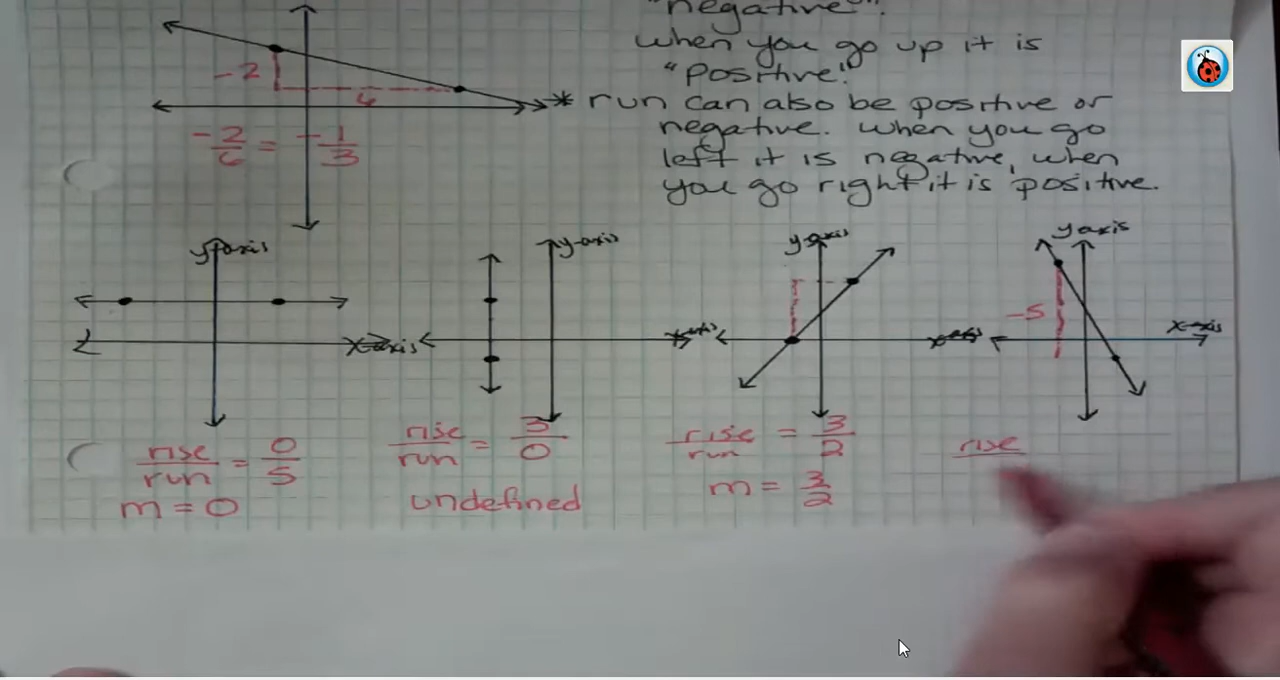 "negative".
when you go up it is
"positive".
* run can also be positive or
negative. when you go
left it is negative, when
you go right it is positive.
-2
6
-2/6 = -1/3
y-axis
y-axis
y-axis
y axis
-5
x-axis
x-axis
x-axis
x-axis
rise/run = 0/5
m = 0
rise/run = 3/0
undefined
rise/run = 3/2
m = 3/2
rise